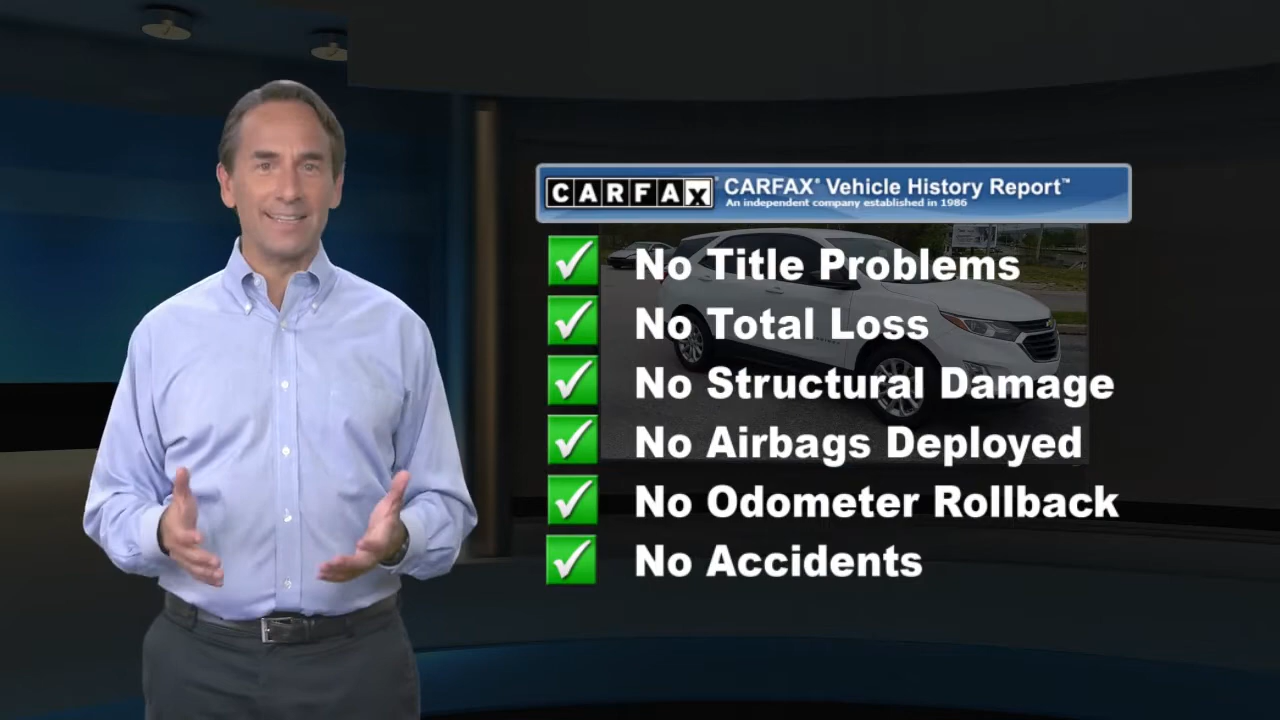 CARFAX® CARFAX® Vehicle History Report™
An independent company established in 1986
No Title Problems
No Total Loss
No Structural Damage
No Airbags Deployed
No Odometer Rollback
No Accidents